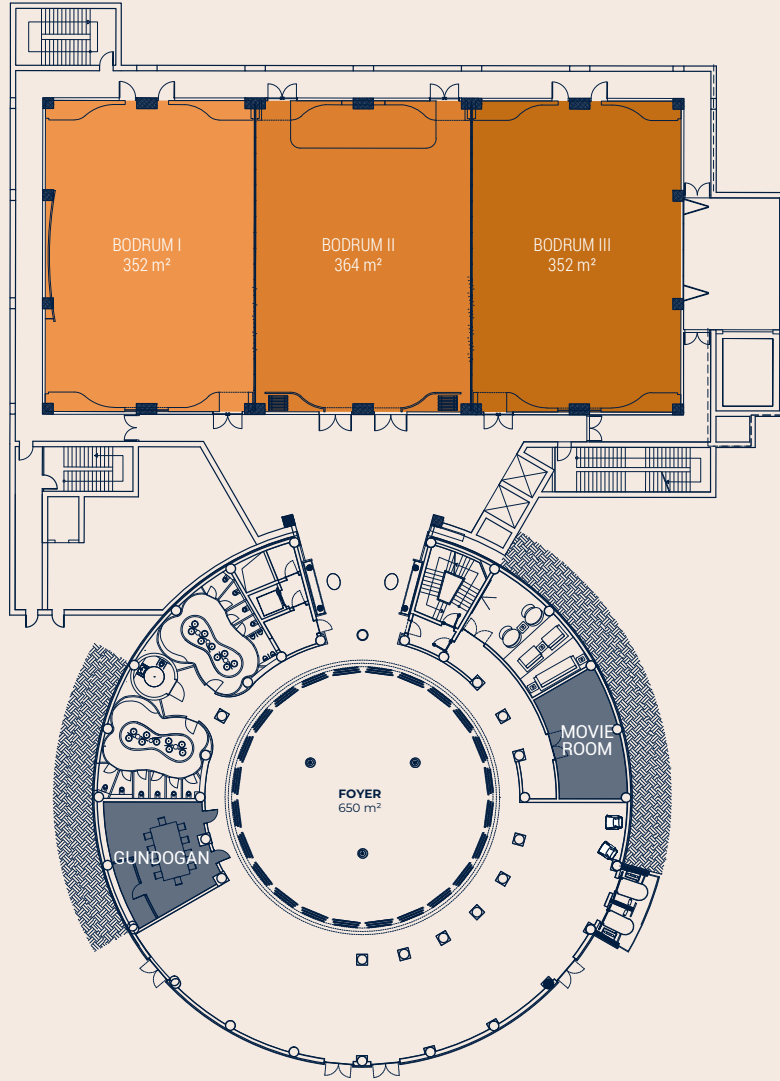 BODRUM I
352 m²
BODRUM II
364 m²
BODRUM III
352 m²
MOVIE
ROOM
FOYER
650 m²
GUNDOGAN